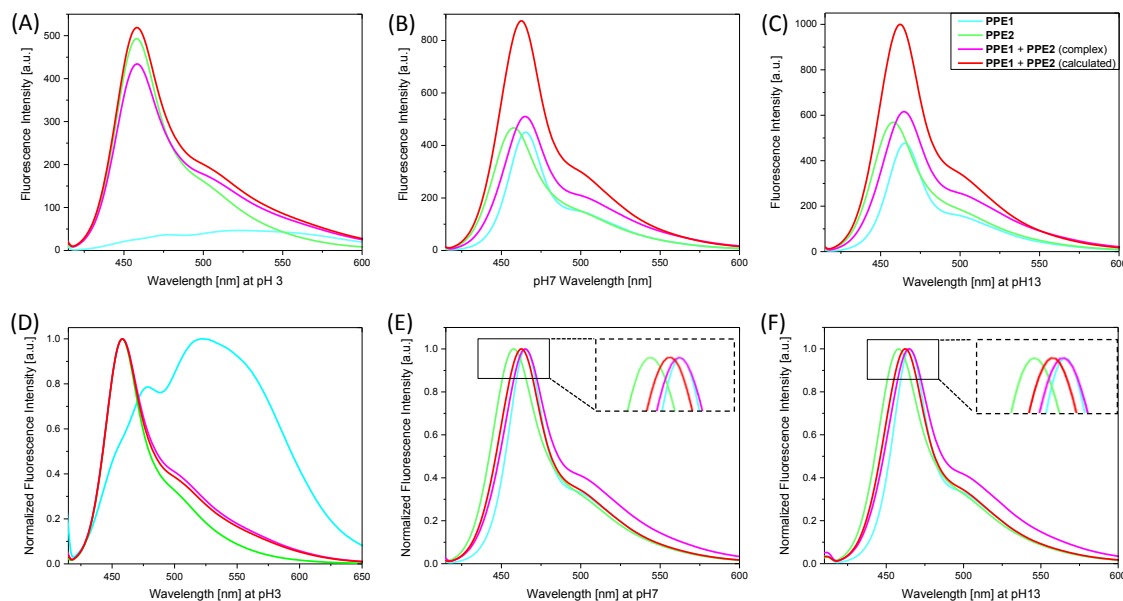 (A)
Fluorescence Intensity [a.u.]
500
400
300
200
100
0
450
500
550
600
Wavelength [nm] at pH 3
(B)
Fluorescence Intensity [a.u.]
800
600
400
200
0
450
500
550
600
pH7 Wavelength [nm]
(C)
Fluorescence Intensity [a.u.]
1000
800
600
400
200
0
450
500
550
600
Wavelength [nm] at pH13
PPE1
PPE2
PPE1 + PPE2 (complex)
PPE1 + PPE2 (calculated)
(D)
Normalized Fluorescence Intensity [a.u.]
1.0
0.8
0.6
0.4
0.2
0.0
450
500
550
600
650
Wavelength [nm] at pH3
(E)
Normalized Fluorescence Intensity [a.u.]
1.0
0.8
0.6
0.4
0.2
0.0
450
500
550
600
Wavelength [nm] at pH7
(F)
Normalized Fluorescence Intensity [a.u.]
1.0
0.8
0.6
0.4
0.2
0.0
450
500
550
600
Wavelength [nm] at pH13